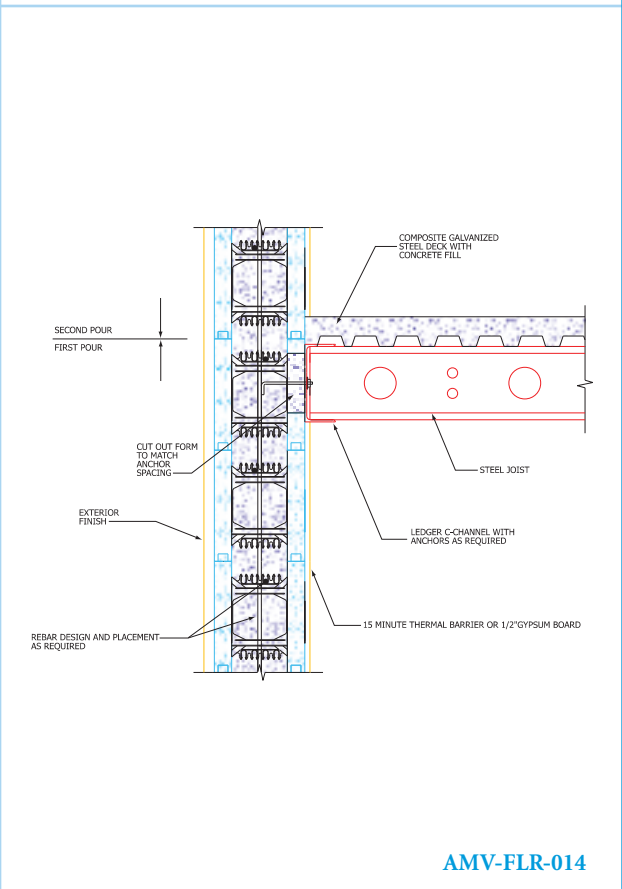 COMPOSITE GALVANIZED
STEEL DECK WITH
CONCRETE FILL
SECOND POUR
FIRST POUR
CUT OUT FORM
TO MATCH
ANCHOR
SPACING
STEEL JOIST
EXTERIOR
FINISH
LEDGER C-CHANNEL WITH
ANCHORS AS REQUIRED
15 MINUTE THERMAL BARRIER OR 1/2"GYPSUM BOARD
REBAR DESIGN AND PLACEMENT
AS REQUIRED
AMV-FLR-014